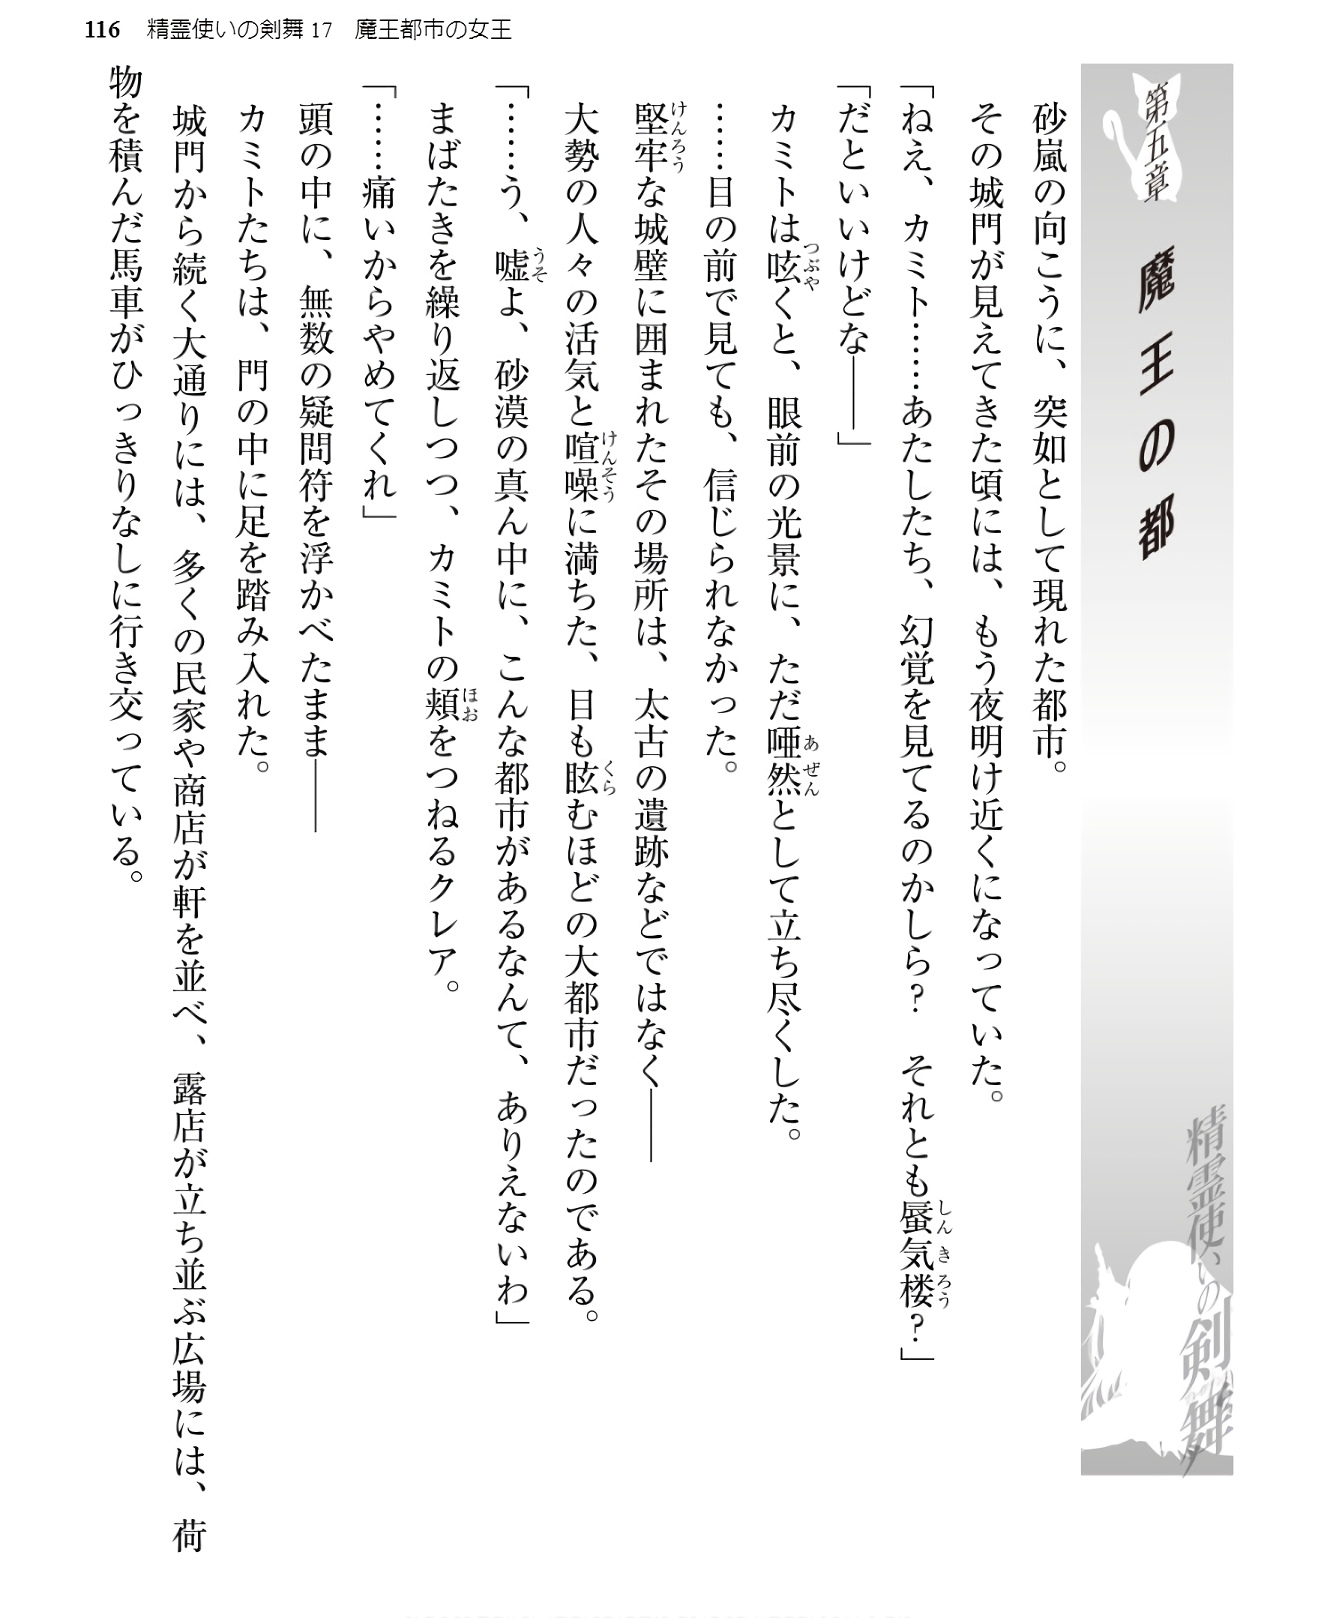 116 精霊使いの剣舞 17 魔王都市の女王
第五章 魔王の都
精霊使いの剣舞
砂嵐の向こうに、突如として現れた都市。
その城門が見えてきた頃には、もう夜明け近くになっていた。
「ねえ、カミト……あたしたち、幻覚を見てるのかしら？　それとも蜃気楼？」
「だといいけどな――」
カミトは呟くと、眼前の光景に、ただ唖然として立ち尽くした。
……目の前で見ても、信じられなかった。
堅牢な城壁に囲まれたその場所は、太古の遺跡などではなく――
大勢の人々の活気と喧噪に満ちた、目も眩むほどの大都市だったのである。
「……う、嘘よ、砂漠の真ん中に、こんな都市があるなんて、ありえないわ」
まばたきを繰り返しつつ、カミトの頬をつねるクレア。
「……痛いからやめてくれ」
頭の中に、無数の疑問符を浮かべたまま――
カミトたちは、門の中に足を踏み入れた。
城門から続く大通りには、多くの民家や商店が軒を並べ、露店が立ち並ぶ広場には、荷
物を積んだ馬車がひっきりなしに行き交っている。